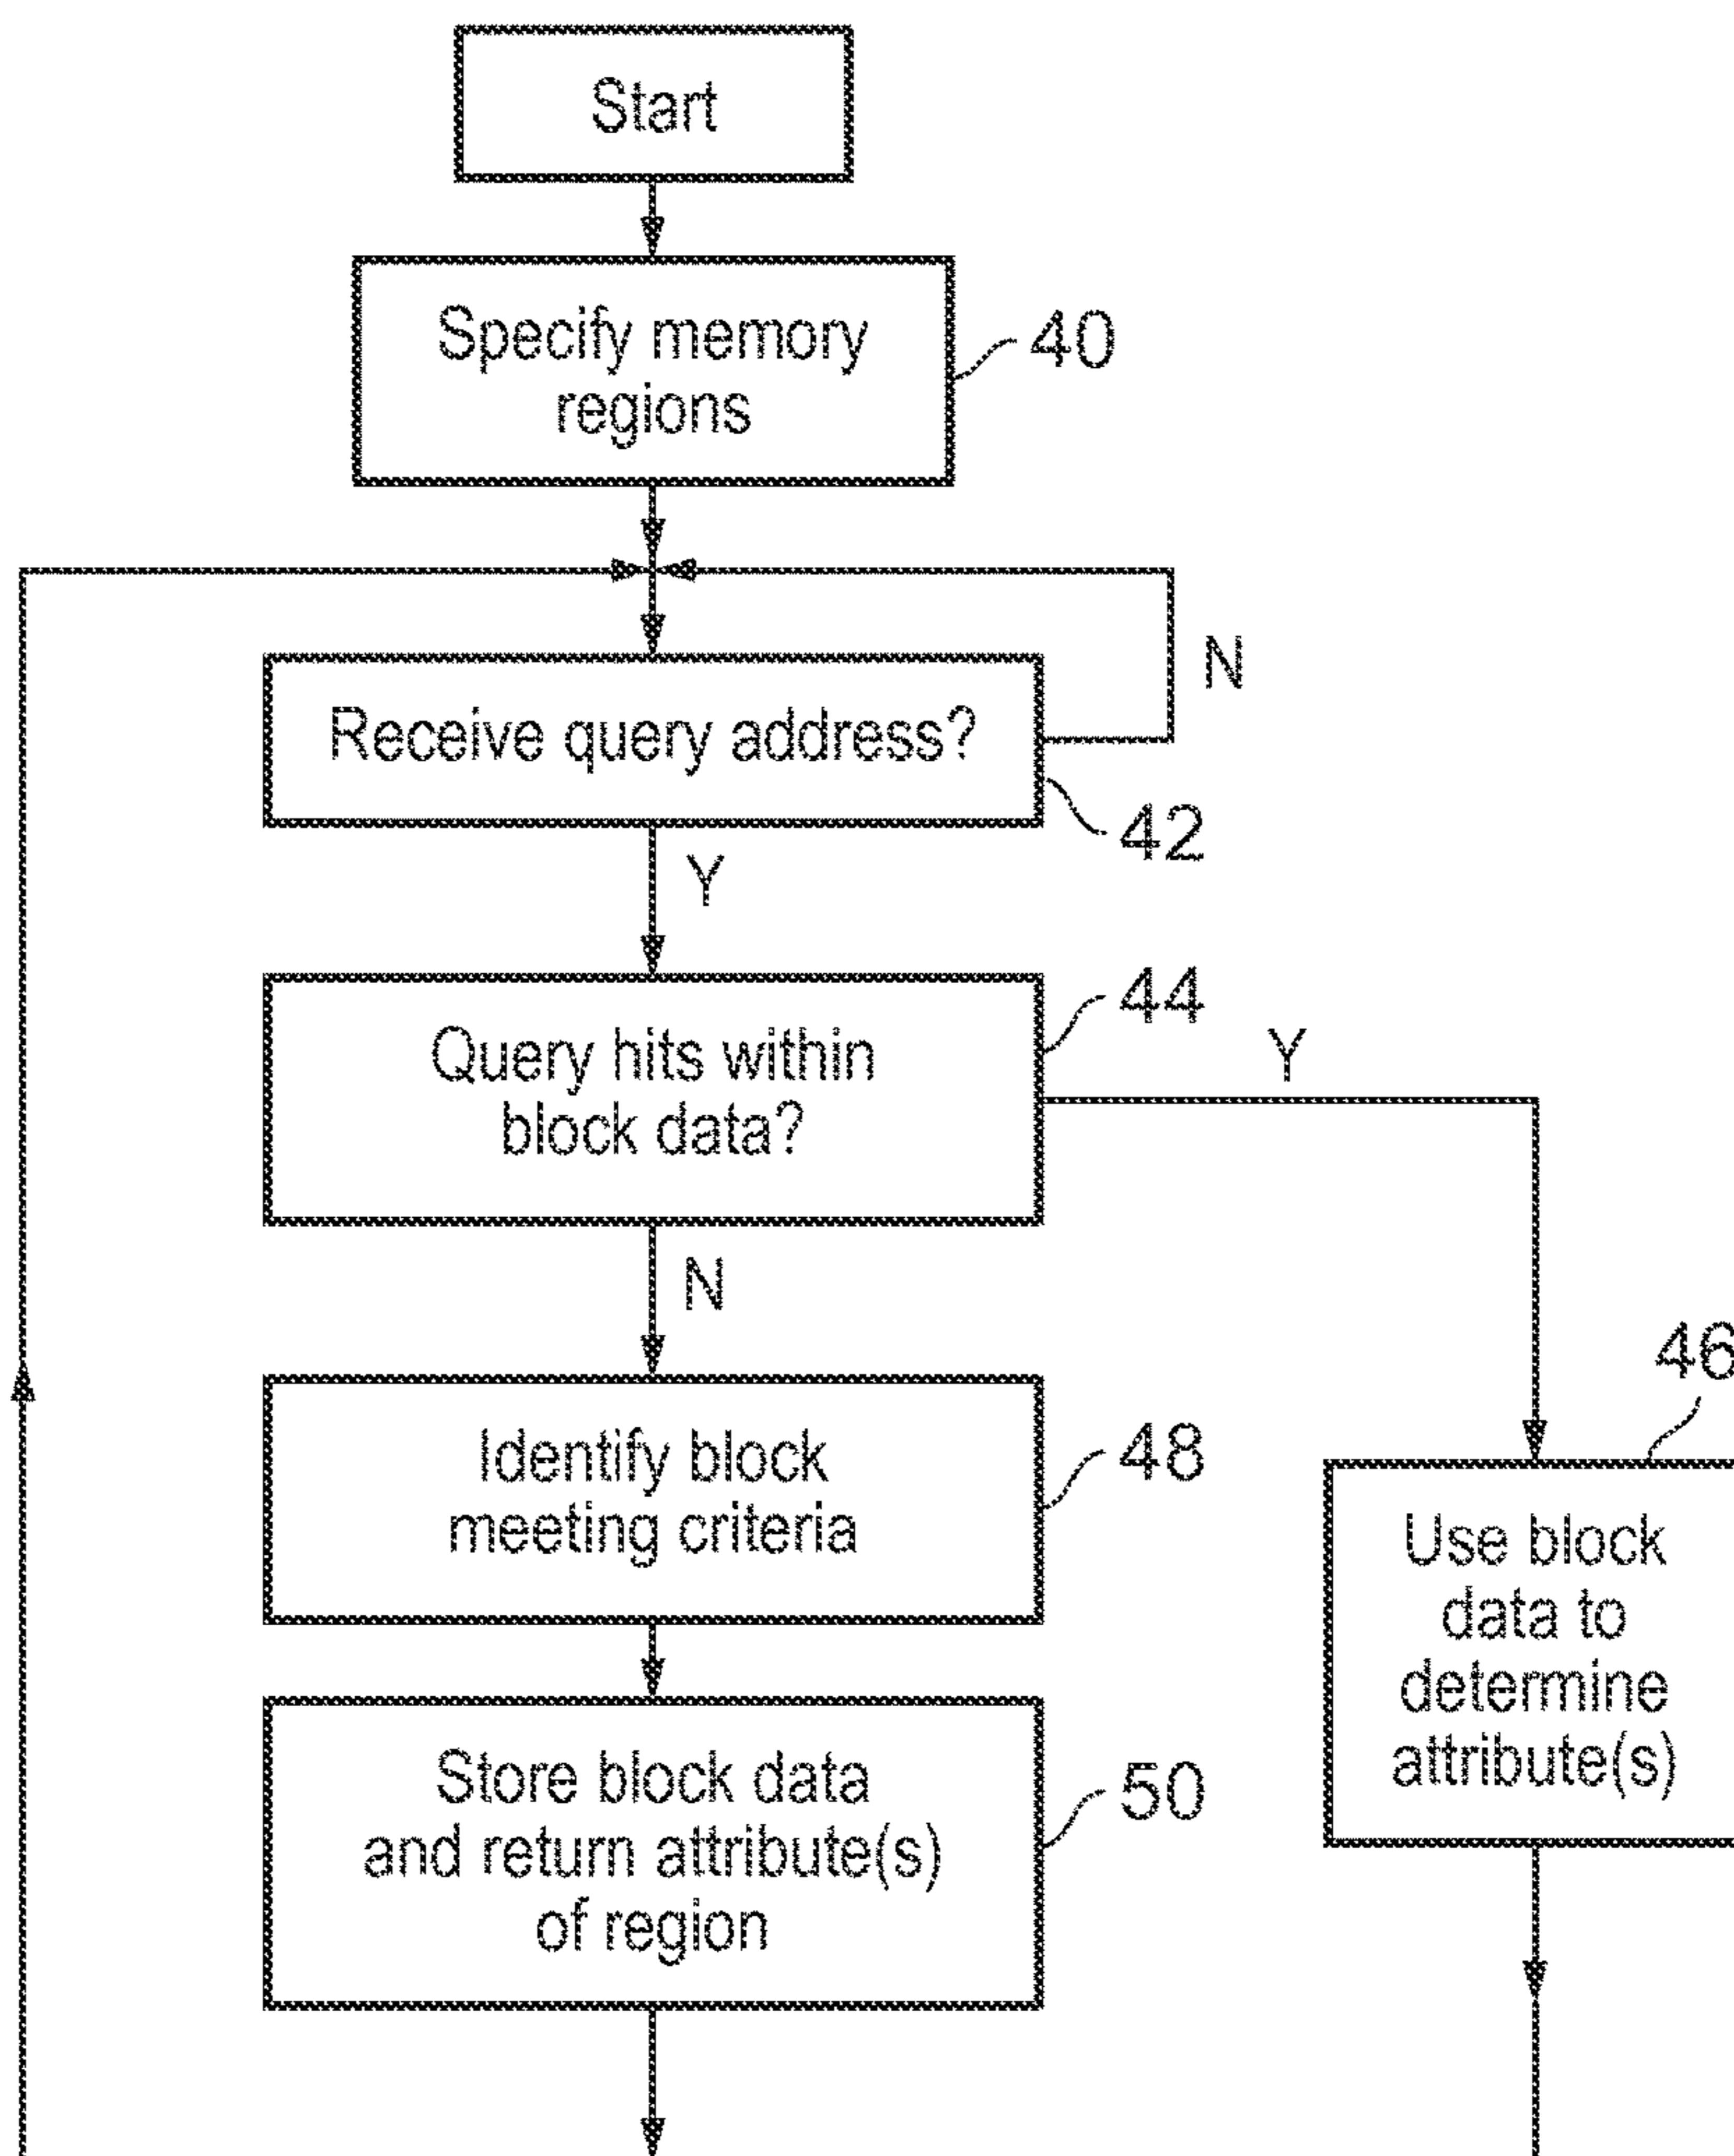 Start
Specify memory
regions
40
N
Receive query address?
42
Y
44
Query hits within
block data?
Y
N
46
Identify block
meeting criteria
48
Use block
data to
determine
attribute(s)
Store block data
and return attribute(s)
of region
50